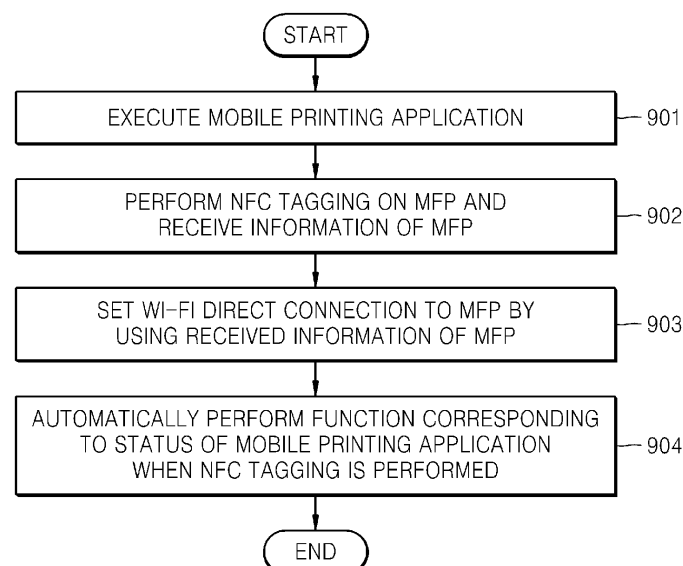 START
EXECUTE MOBILE PRINTING APPLICATION
901
PERFORM NFC TAGGING ON MFP AND
RECEIVE INFORMATION OF MFP
902
SET WI-FI DIRECT CONNECTION TO MFP BY
USING RECEIVED INFORMATION OF MFP
903
AUTOMATICALLY PERFORM FUNCTION CORRESPONDING
TO STATUS OF MOBILE PRINTING APPLICATION
WHEN NFC TAGGING IS PERFORMED
904
END